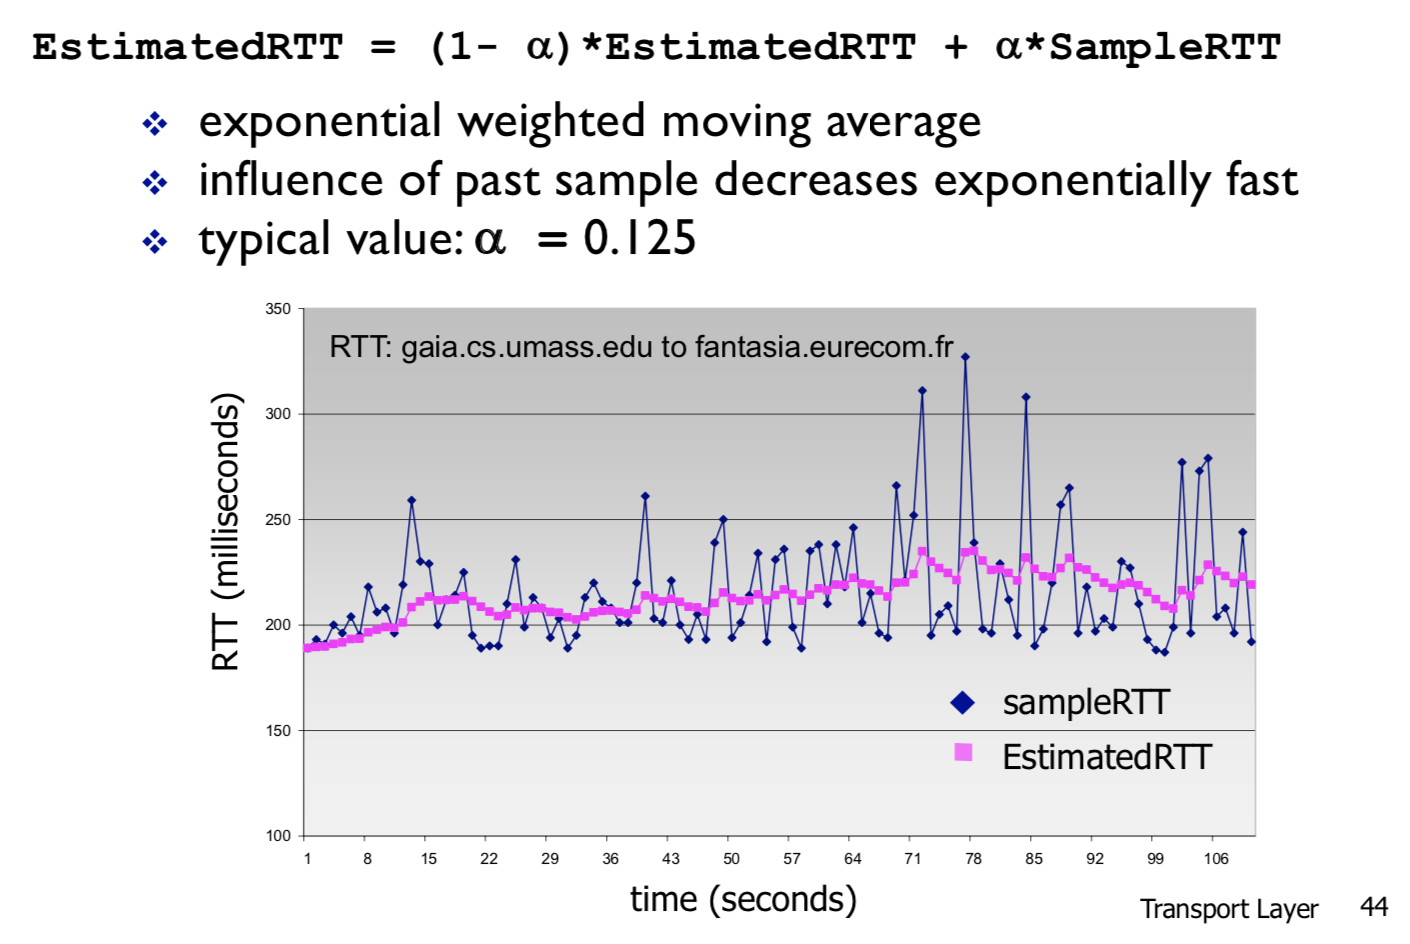 EstimatedRTT = (1- α)*EstimatedRTT + α*SampleRTT
❖ exponential weighted moving average
❖ influence of past sample decreases exponentially fast
❖ typical value: α = 0.125
RTT: gaia.cs.umass.edu to fantasia.eurecom.fr
RTT (milliseconds)
350
300
250
200
150
100
sampleRTT
EstimatedRTT
1 8 15 22 29 36 43 50 57 64 71 78 85 92 99 106
time (seconds)
Transport Layer 44